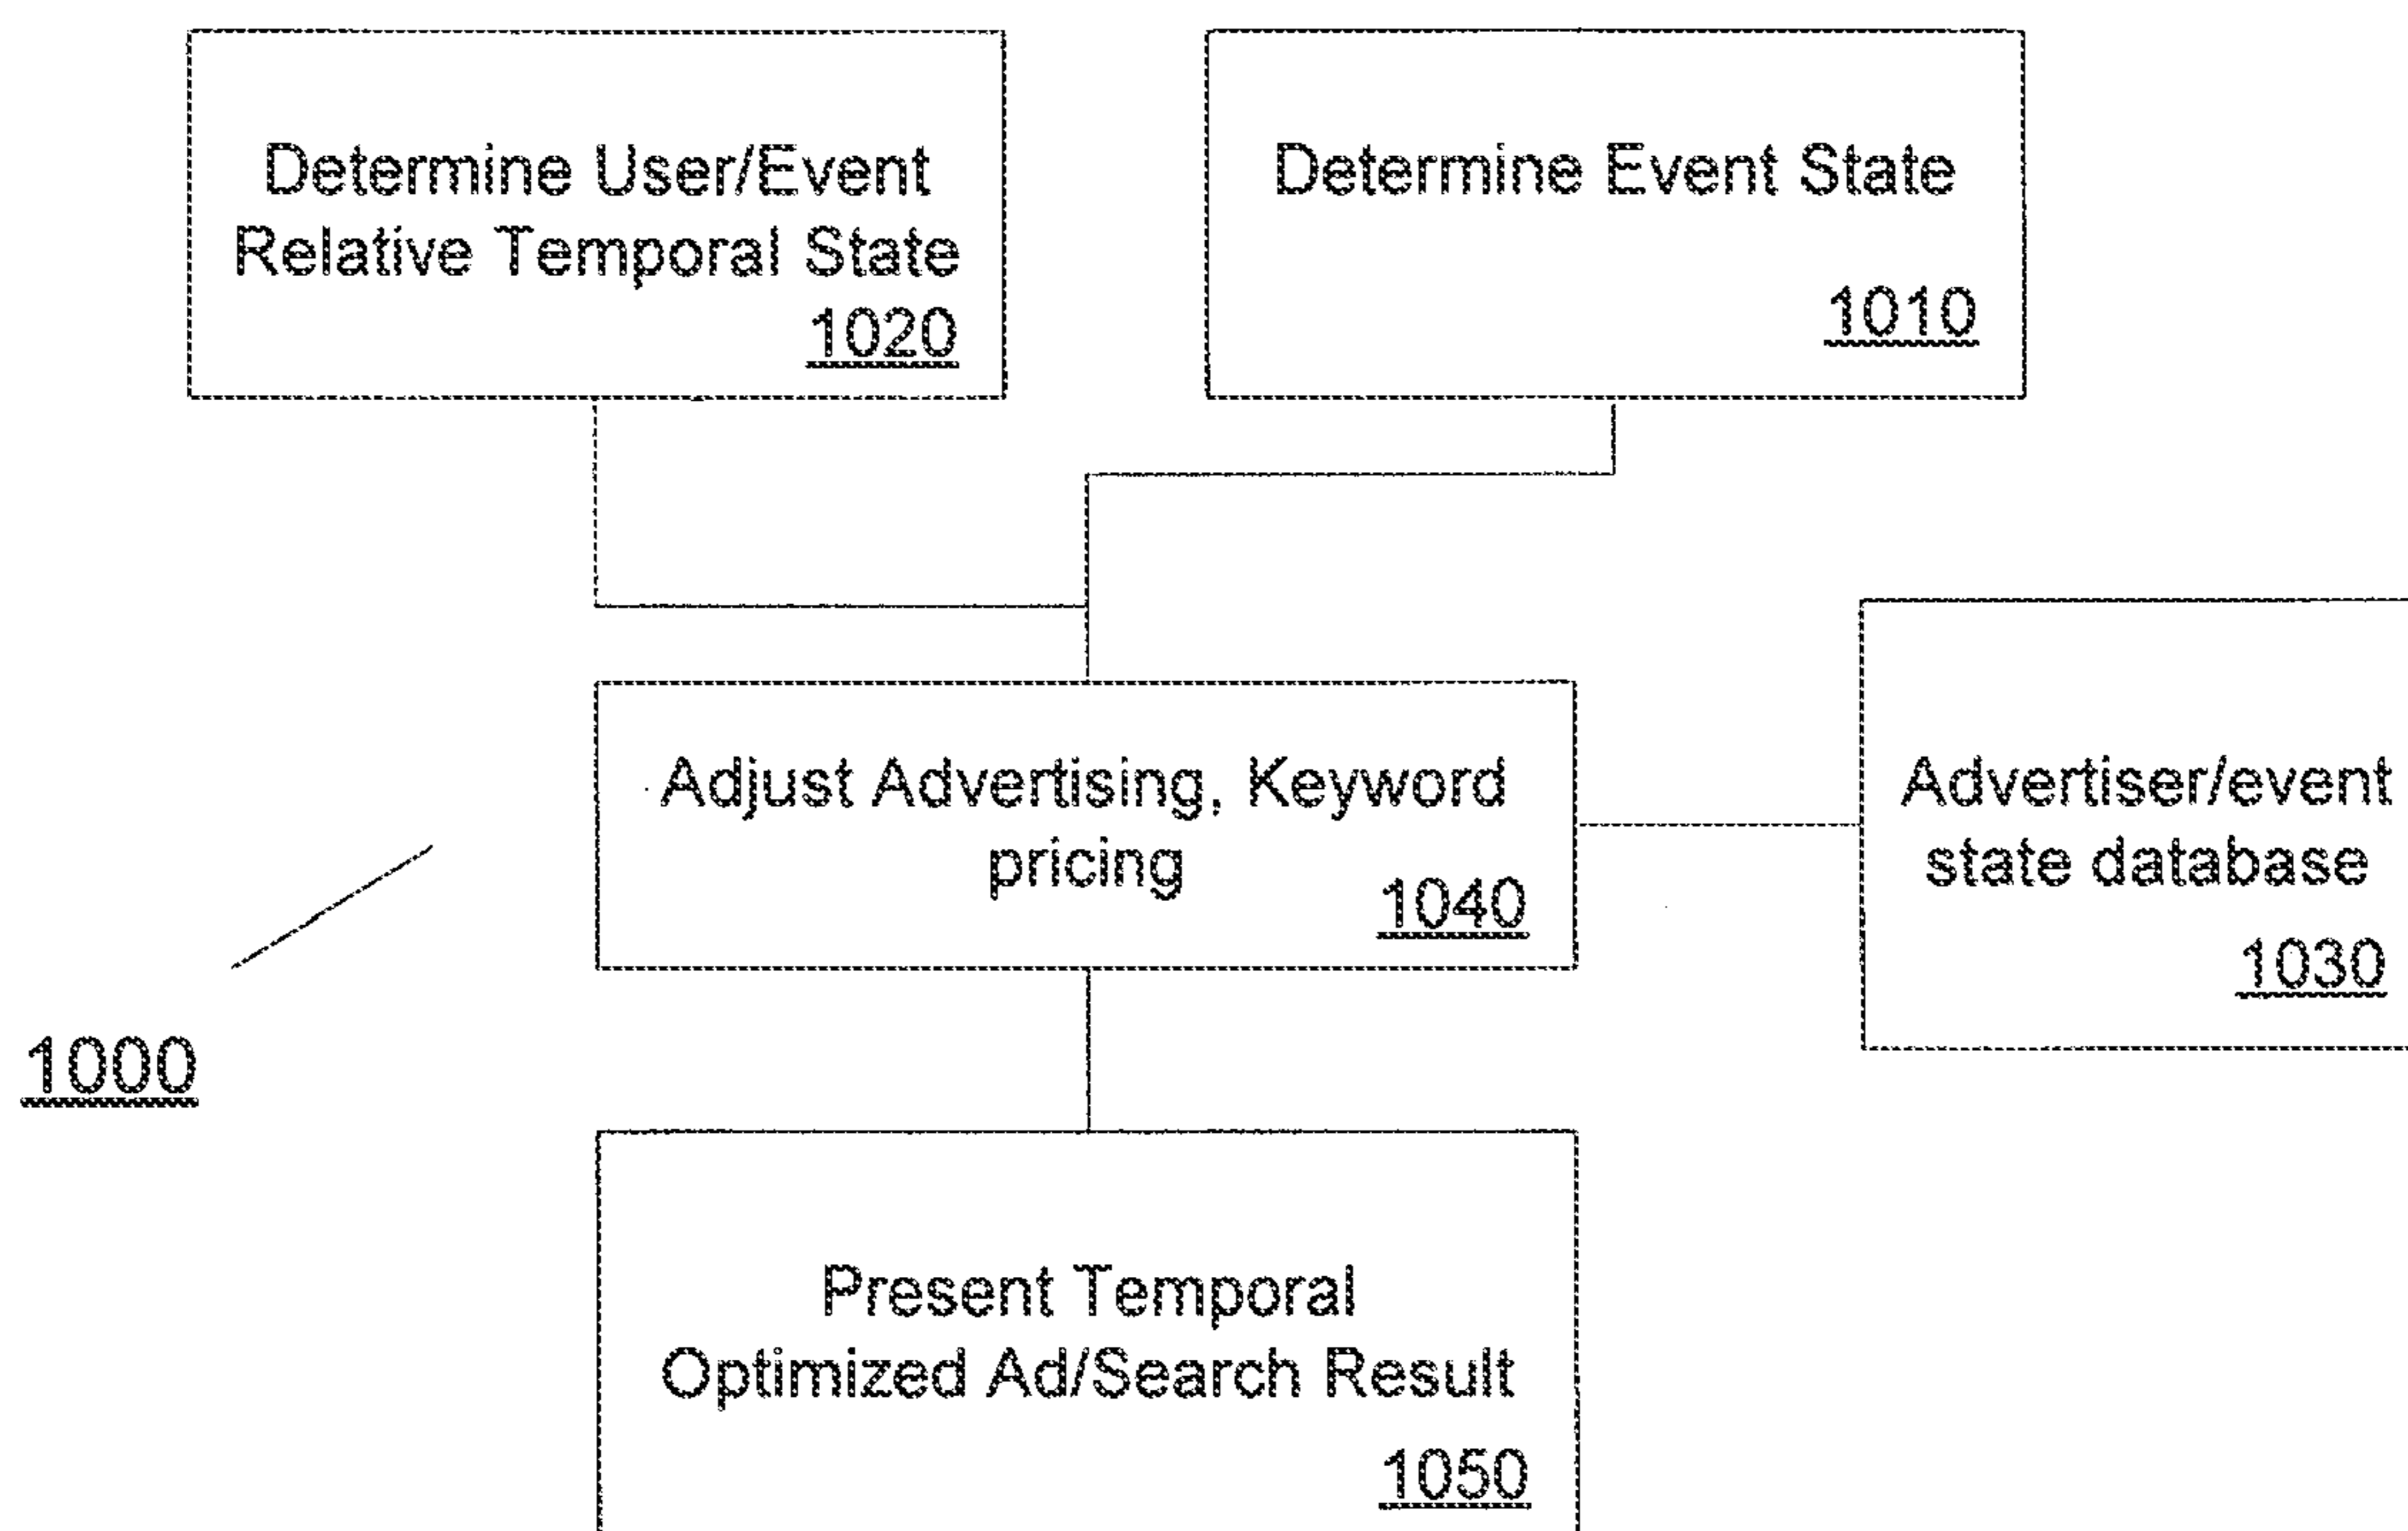 Determine User/Event
Relative Temporal State
1020
Determine Event State
1010
Adjust Advertising, Keyword
pricing
1040
Advertiser/event
state database
1030
1000
Present Temporal
Optimized Ad/Search Result
1050